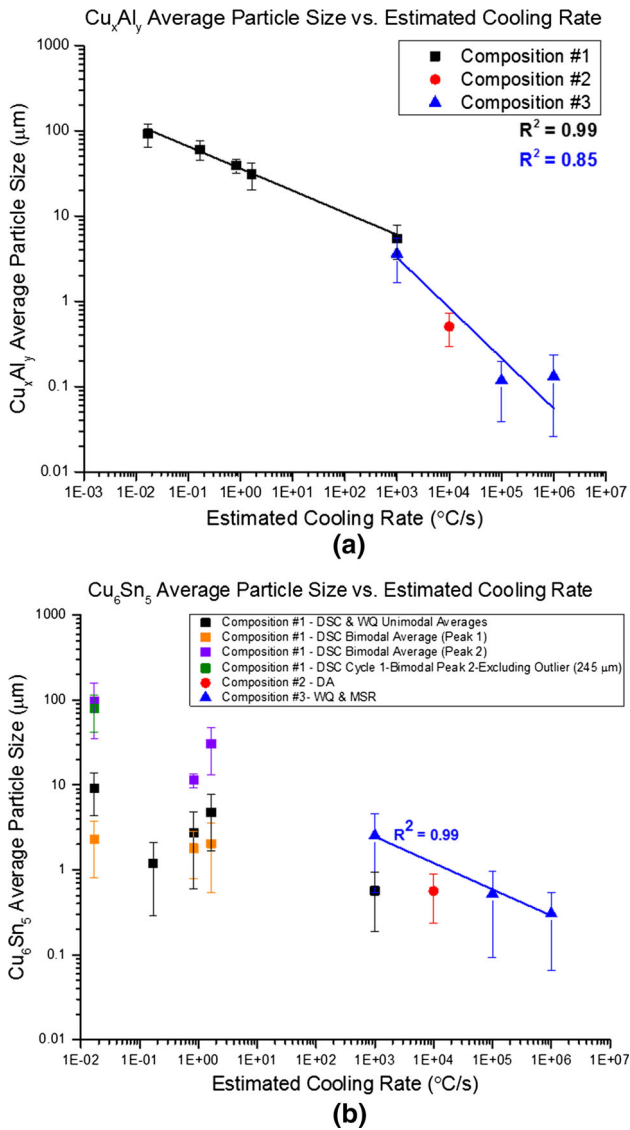 Cu_xAl_y Average Particle Size vs. Estimated Cooling Rate
Cu_xAl_y Average Particle Size (μm)
1000
100
10
1
0.1
0.01
Composition #1
Composition #2
Composition #3
R² = 0.99
R² = 0.85
1E-03 1E-02 1E-01 1E+00 1E+01 1E+02 1E+03 1E+04 1E+05 1E+06 1E+07
Estimated Cooling Rate (°C/s)
(a)
Cu₆Sn₅ Average Particle Size vs. Estimated Cooling Rate
Cu₆Sn₅ Average Particle Size (μm)
1000
100
10
1
0.1
0.01
Composition #1 - DSC & WQ Unimodal Averages
Composition #1 - DSC Bimodal Average (Peak 1)
Composition #1 - DSC Bimodal Average (Peak 2)
Composition #1 - DSC Cycle 1-Bimodal Peak 2-Excluding Outlier (245 μm)
Composition #2 - DA
Composition #3- WQ & MSR
R² = 0.99
1E-02 1E-01 1E+00 1E+01 1E+02 1E+03 1E+04 1E+05 1E+06 1E+07
Estimated Cooling Rate (°C/s)
(b)